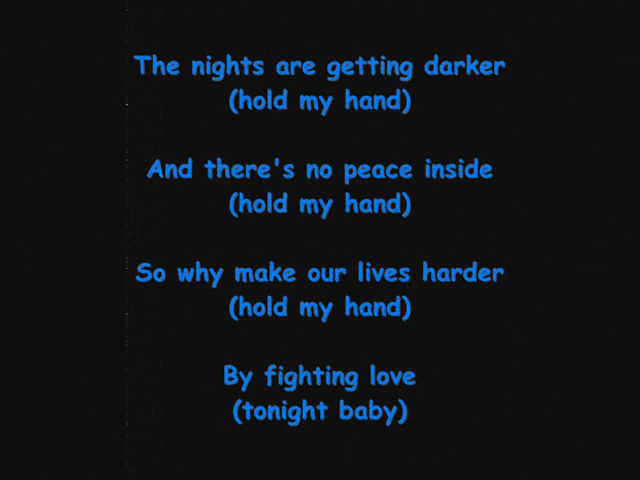 The nights are getting darker
(hold my hand)
And there's no peace inside
(hold my hand)
So why make our lives harder
(hold my hand)
By fighting love
(tonight baby)